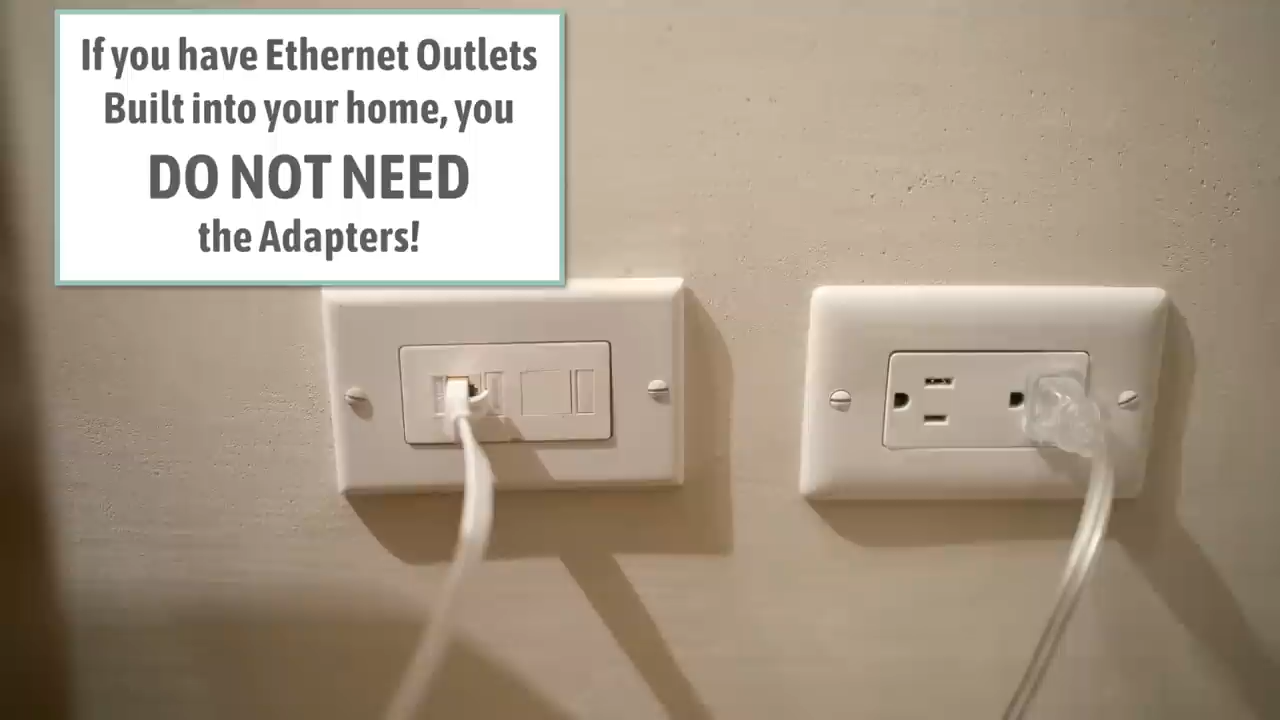 If you have Ethernet Outlets
Built into your home, you
DO NOT NEED
the Adapters!